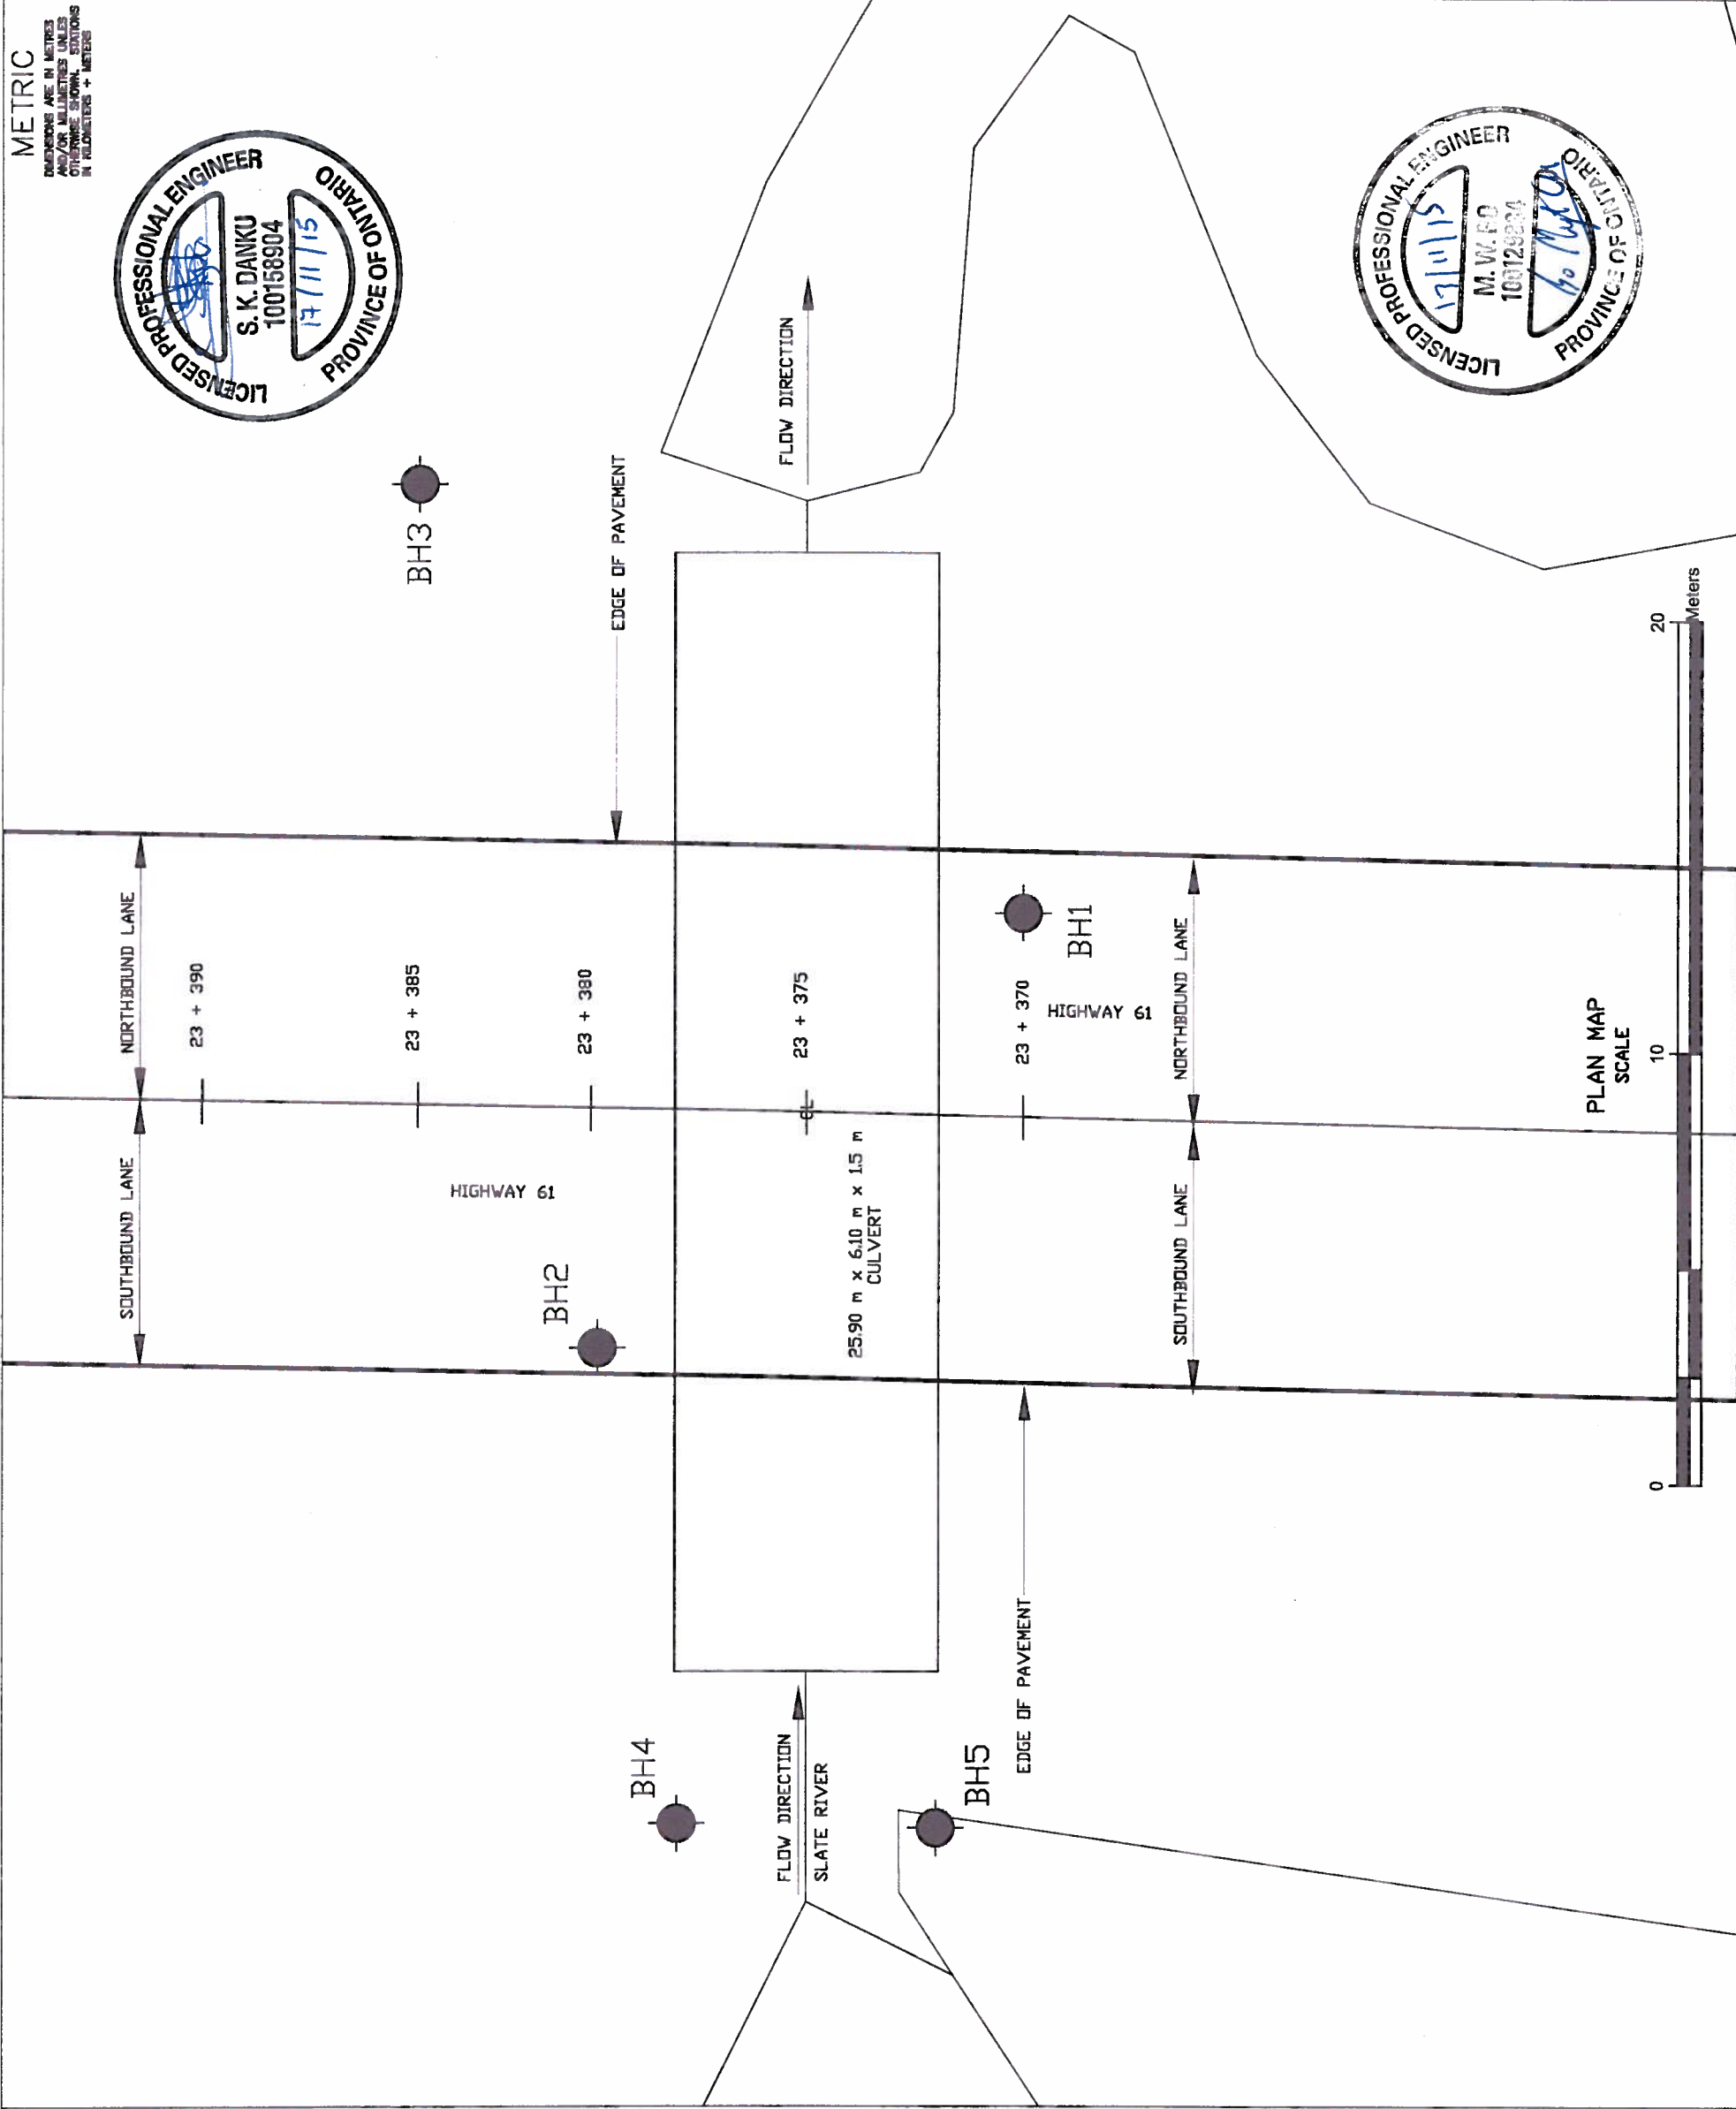 METRIC
DIMENSIONS ARE IN METRES
AND/OR MILLIMETRES UNLES
OTHERWISE SHOWN. STATIONS
IN KILOMETERS + METERS
LICENSED PROFESSIONAL ENGINEER
S. K. DANKU
100158904
17/11/15
PROVINCE OF ONTARIO
BH3
EDGE OF PAVEMENT
FLOW DIRECTION
LICENSED PROFESSIONAL ENGINEER
17/11/15
M. W.
PROVINCE OF ONTARIO
NORTHBOUND LANE
23 + 390
23 + 385
23 + 380
23 + 375
23 + 370
BH1
HIGHWAY 61
NORTHBOUND LANE
CL
SOUTHBOUND LANE
HIGHWAY 61
BH2
25.90 m x 6.10 m x 1.5 m
CULVERT
SOUTHBOUND LANE
PLAN MAP
SCALE
0 10 20
Meters
BH4
FLOW DIRECTION
SLATE RIVER
BH5
EDGE OF PAVEMENT